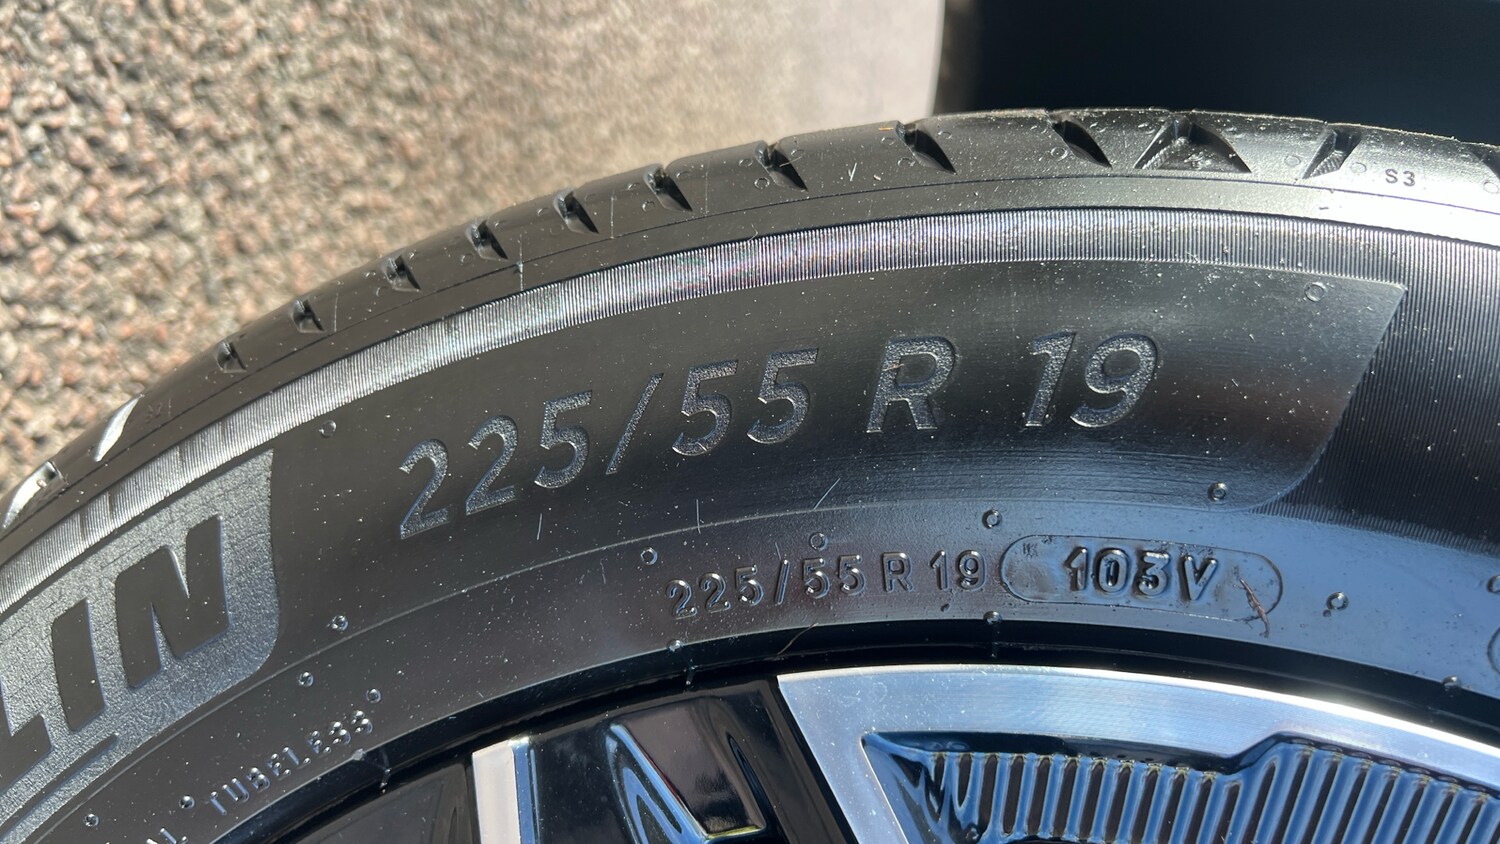 S3
225/55 R 19
LIN
225/55 R 19 103V
TUBELESS